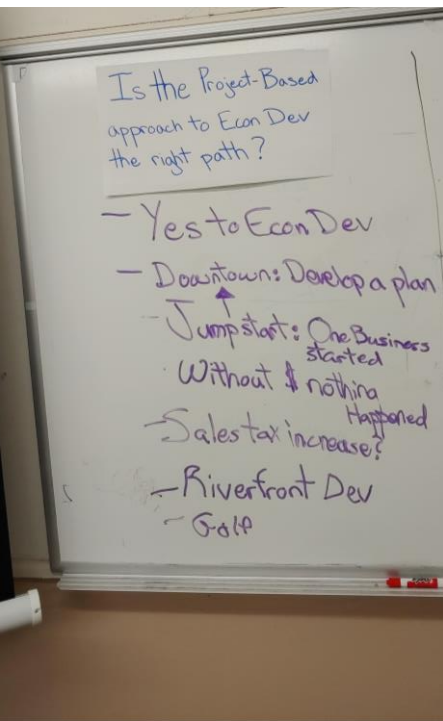 Is the Project-Based
approach to Econ Dev
the right path?
- Yes to Econ Dev
- Downtown: Develop a plan
- Jumpstart: One Business
started
· Without $ nothing
Happened
- Sales tax increase?
- Riverfront Dev
- Golf